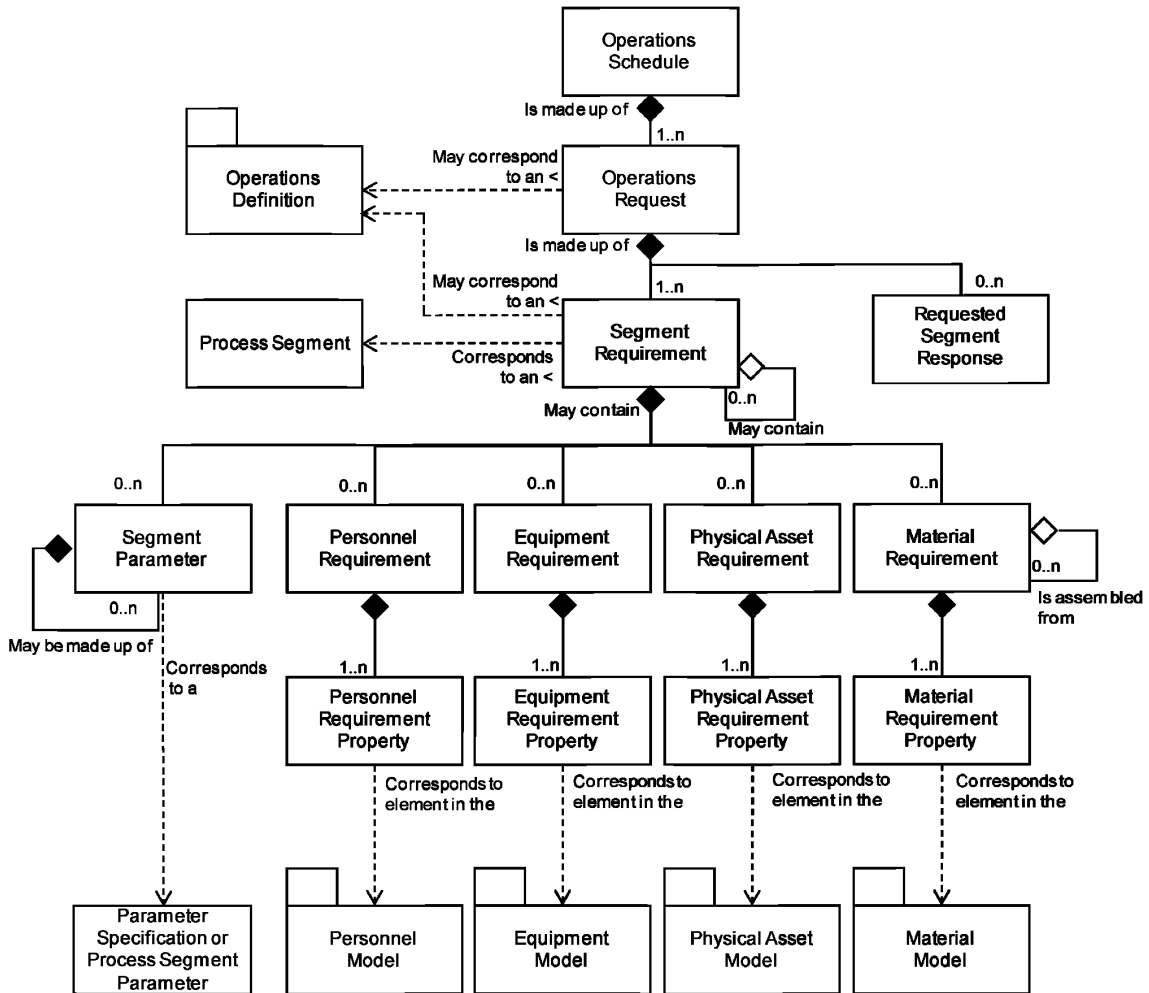 Operations
Schedule
Is made up of
1..n
May correspond
to an <
Operations
Definition
Operations
Request
Is made up of
May correspond
to an <
1..n
0..n
Process Segment
Corresponds
to an <
Segment
Requirement
Requested
Segment
Response
0..n
May contain
May contain
0..n
0..n
0..n
0..n
0..n
Segment
Parameter
Personnel
Requirement
Equipment
Requirement
Physical Asset
Requirement
Material
Requirement
0..n
0..n
May be made up of
Is assembled
from
Corresponds
to a
1..n
1..n
1..n
1..n
Personnel
Requirement
Property
Equipment
Requirement
Property
Physical Asset
Requirement
Property
Material
Requirement
Property
Corresponds to
element in the
Corresponds to
element in the
Corresponds to
element in the
Corresponds to
element in the
Parameter
Specification or
Process Segment
Parameter
Personnel
Model
Equipment
Model
Physical Asset
Model
Material
Model